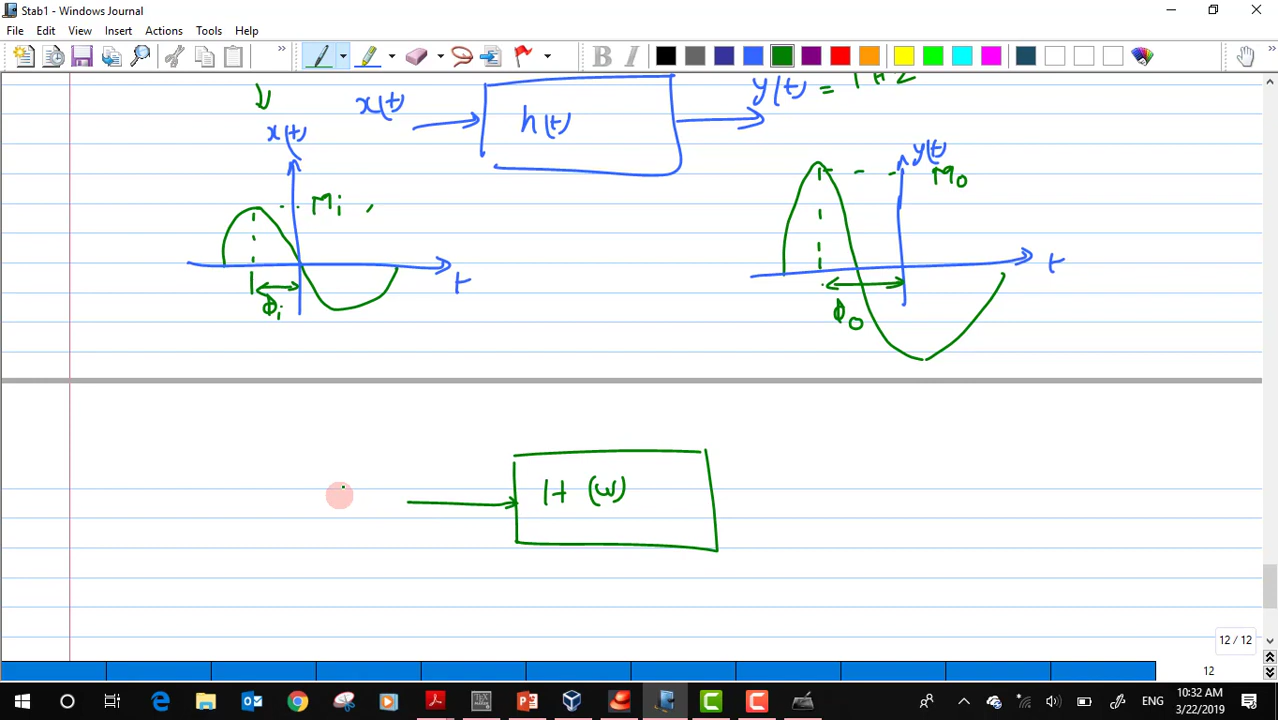 Stab1 - Windows Journal
File Edit View Insert Actions Tools Help
x(t) h(t) y(t) =
x(t) y(t)
Mi , Mo
t t
ϕi ϕo
H (w)
12 / 12
12
ENG 10:32 AM
3/22/2019